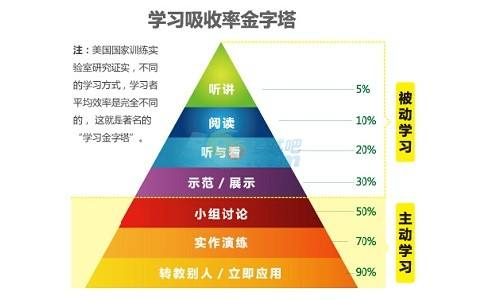 学习吸收率金字塔
注：美国国家训练实
验室研究证实，不同
的学习方式，学习者
平均效率是完全不同
的，这就是著名的
“学习金字塔”。
听讲 5%
阅读 10%
听与看 20%
示范 / 展示 30%
被动学习
小组讨论 50%
实作演练 70%
转教别人 / 立即应用 90%
主动学习